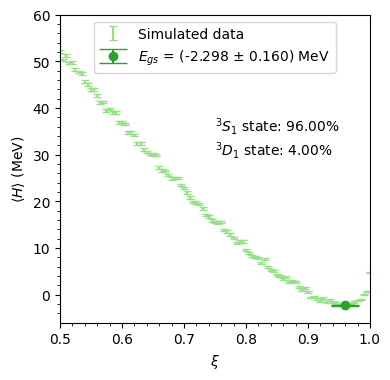 60
50
40
30
20
10
0
⟨H⟩ (MeV)
Simulated data
E_gs = (-2.298 ± 0.160) MeV
³S₁ state: 96.00%
³D₁ state: 4.00%
0.5 0.6 0.7 0.8 0.9 1.0
ξ